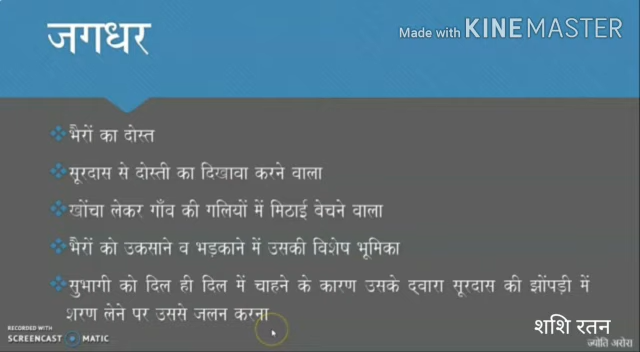 जगधर
Made with KINEMASTER
भैरों का दोस्त
सूरदास से दोस्ती का दिखावा करने वाला
खोंचा लेकर गाँव की गलियों में मिठाई बेचने वाला
भैरों को उकसाने व भड़काने में उसकी विशेष भूमिका
सुभागी को दिल ही दिल में चाहने के कारण उसके द्वारा सूरदास की झोंपड़ी में
शरण लेने पर उससे जलन करना
RECORDED WITH
SCREENCAST MATIC
शशि रतन
ज्योति अरोरा